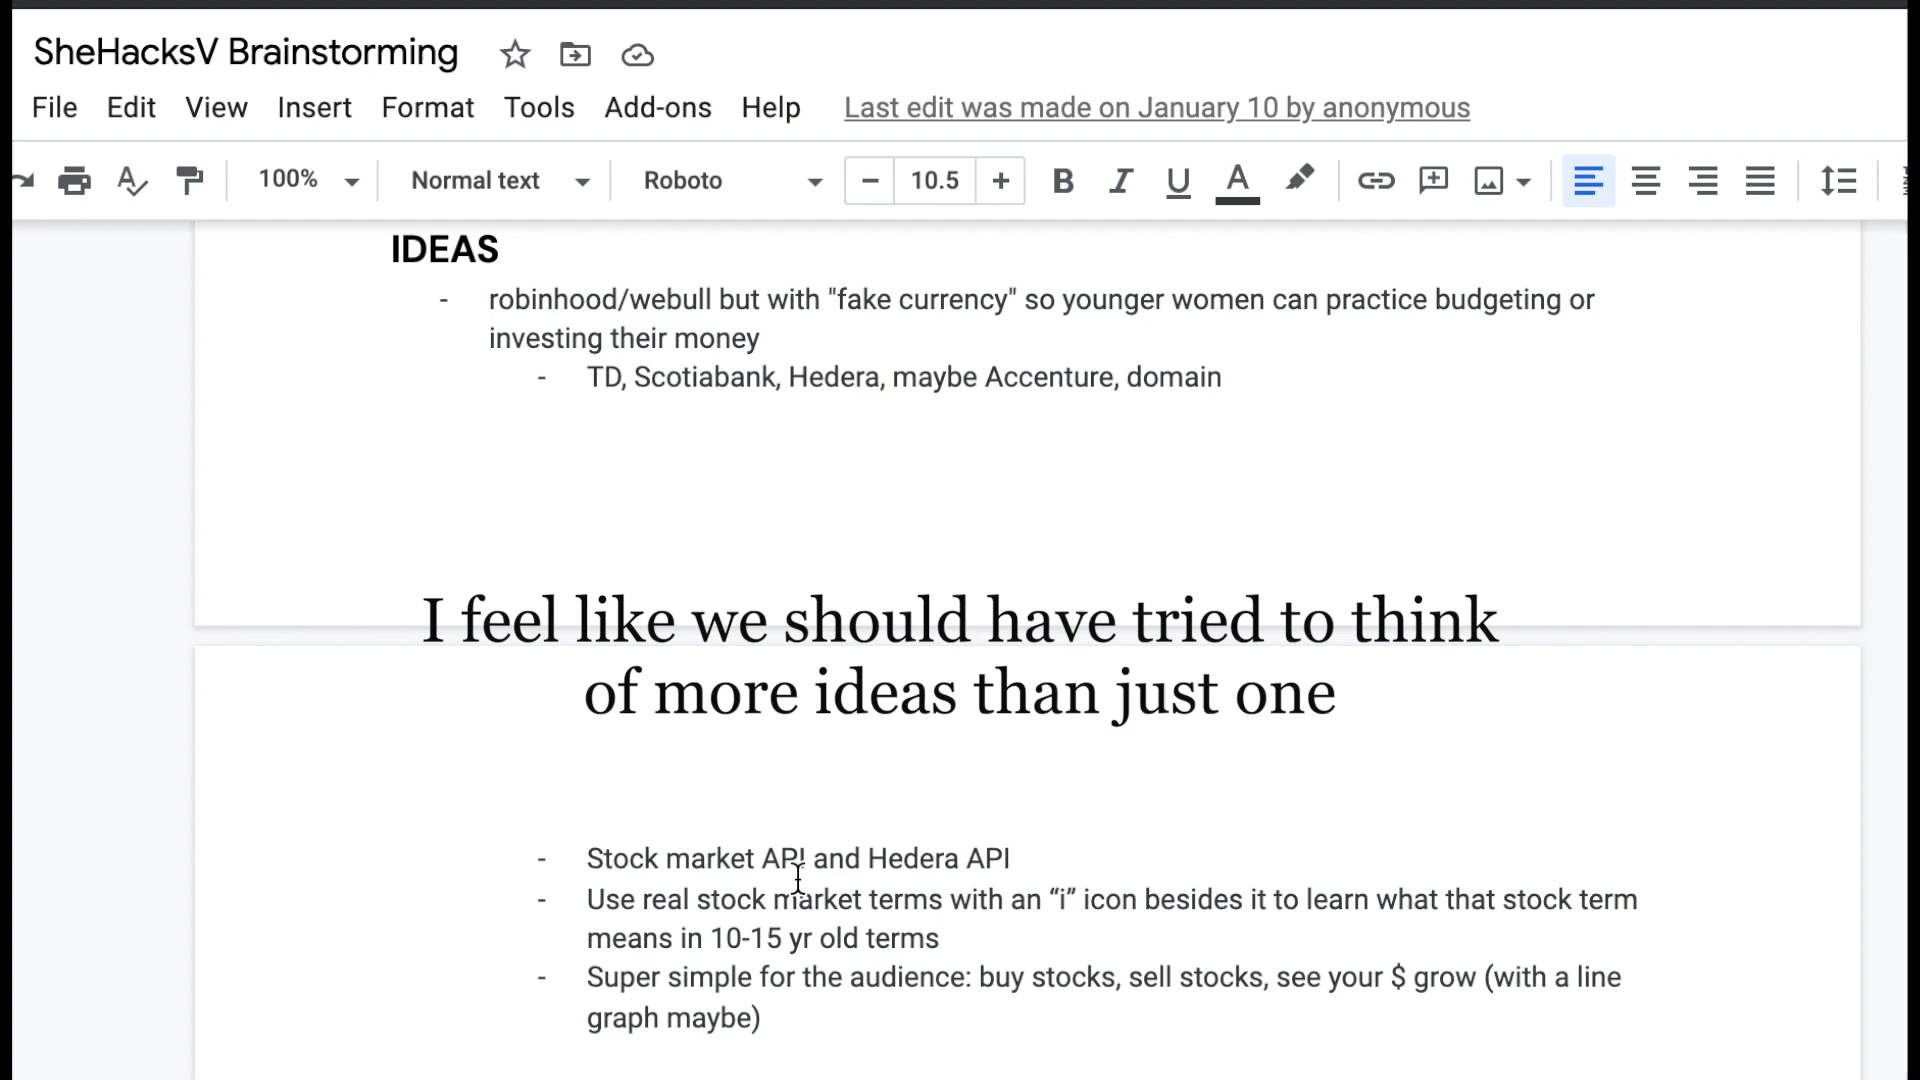 SheHacksV Brainstorming
File Edit View Insert Format Tools Add-ons Help Last edit was made on January 10 by anonymous
100% Normal text Roboto 10.5 B I U A
IDEAS
- robinhood/webull but with "fake currency" so younger women can practice budgeting or
investing their money
- TD, Scotiabank, Hedera, maybe Accenture, domain
I feel like we should have tried to think
of more ideas than just one
- Stock market API and Hedera API
- Use real stock market terms with an “i” icon besides it to learn what that stock term
means in 10-15 yr old terms
- Super simple for the audience: buy stocks, sell stocks, see your $ grow (with a line
graph maybe)